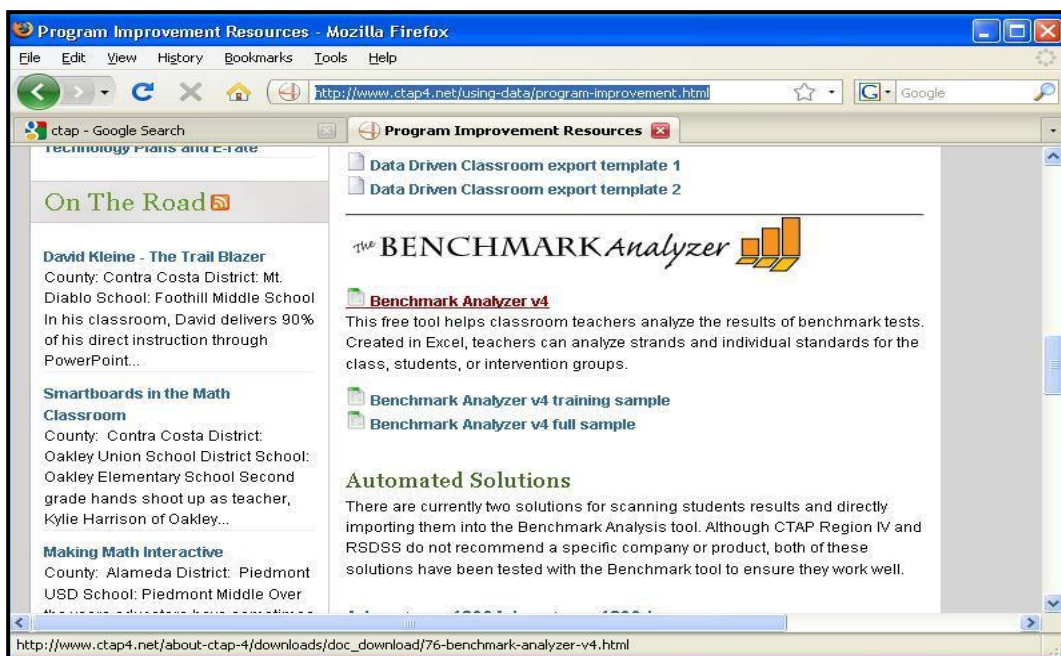 Program Improvement Resources - Mozilla Firefox
File Edit View History Bookmarks Tools Help
http://www.ctap4.net/using-data/program-improvement.html
G Google
ctap - Google Search
Program Improvement Resources
Technology Plans and E-rate
On The Road
David Kleine - The Trail Blazer
County: Contra Costa District: Mt.
Diablo School: Foothill Middle School
In his classroom, David delivers 90%
of his direct instruction through
PowerPoint...
Smartboards in the Math
Classroom
County: Contra Costa District:
Oakley Union School District School:
Oakley Elementary School Second
grade hands shoot up as teacher,
Kylie Harrison of Oakley...
Making Math Interactive
County: Alameda District: Piedmont
USD School: Piedmont Middle Over
Data Driven Classroom export template 1
Data Driven Classroom export template 2
The BENCHMARK Analyzer
Benchmark Analyzer v4
This free tool helps classroom teachers analyze the results of benchmark tests.
Created in Excel, teachers can analyze strands and individual standards for the
class, students, or intervention groups.
Benchmark Analyzer v4 training sample
Benchmark Analyzer v4 full sample
Automated Solutions
There are currently two solutions for scanning students results and directly
importing them into the Benchmark Analysis tool. Although CTAP Region IV and
RSDSS do not recommend a specific company or product, both of these
solutions have been tested with the Benchmark tool to ensure they work well.
http://www.ctap4.net/about-ctap-4/downloads/doc_download/76-benchmark-analyzer-v4.html